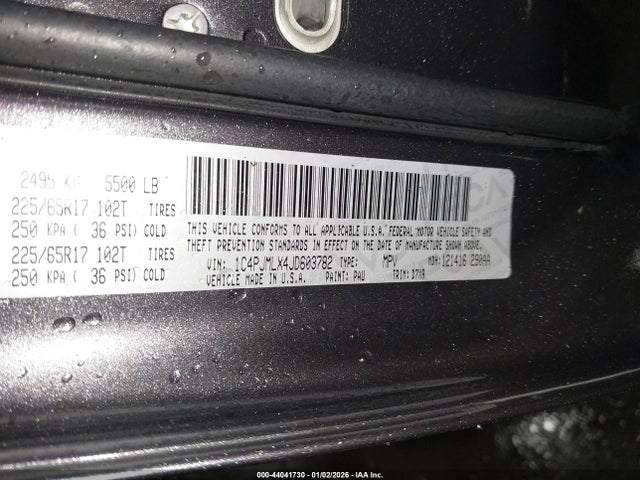 2495 KG 5500 LB
225/65R17 102T TIRES
250 KPA ( 36 PSI) COLD
225/65R17 102T TIRES
250 KPA ( 36 PSI) COLD
THIS VEHICLE CONFORMS TO ALL APPLICABLE U.S.A. FEDERAL MOTOR VEHICLE SAFETY AND
THEFT PREVENTION STANDARDS IN EFFECT ON THE DATE OF MANUFACTURE SHOWN ABOVE.
VIN: 1C4PJMLX4JD603782 TYPE: MPV MDH: 121416 290AA
VEHICLE MADE IN U.S.A. PAINT: PAU TRIM: D7X9
000-44041730 - 01/02/2026 - IAA Inc.